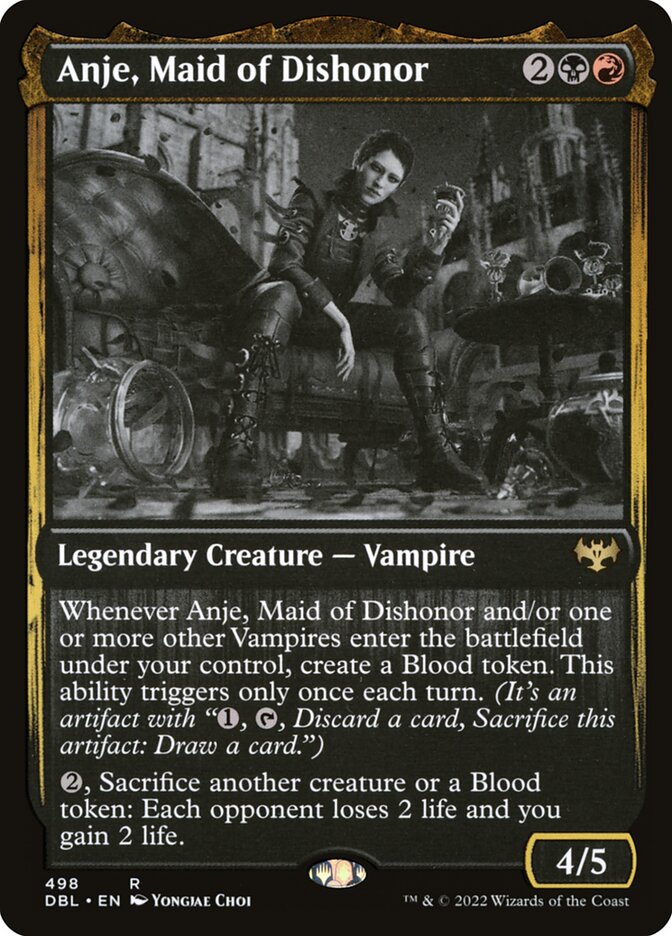 Anje, Maid of Dishonor 2
Legendary Creature — Vampire
Whenever Anje, Maid of Dishonor and/or one
or more other Vampires enter the battlefield
under your control, create a Blood token. This
ability triggers only once each turn. (It's an
artifact with “1, , Discard a card, Sacrifice this
artifact: Draw a card.”)
2, Sacrifice another creature or a Blood
token: Each opponent loses 2 life and you
gain 2 life.
4/5
498 R
DBL • EN Yongjae Choi ™ & © 2022 Wizards of the Coast